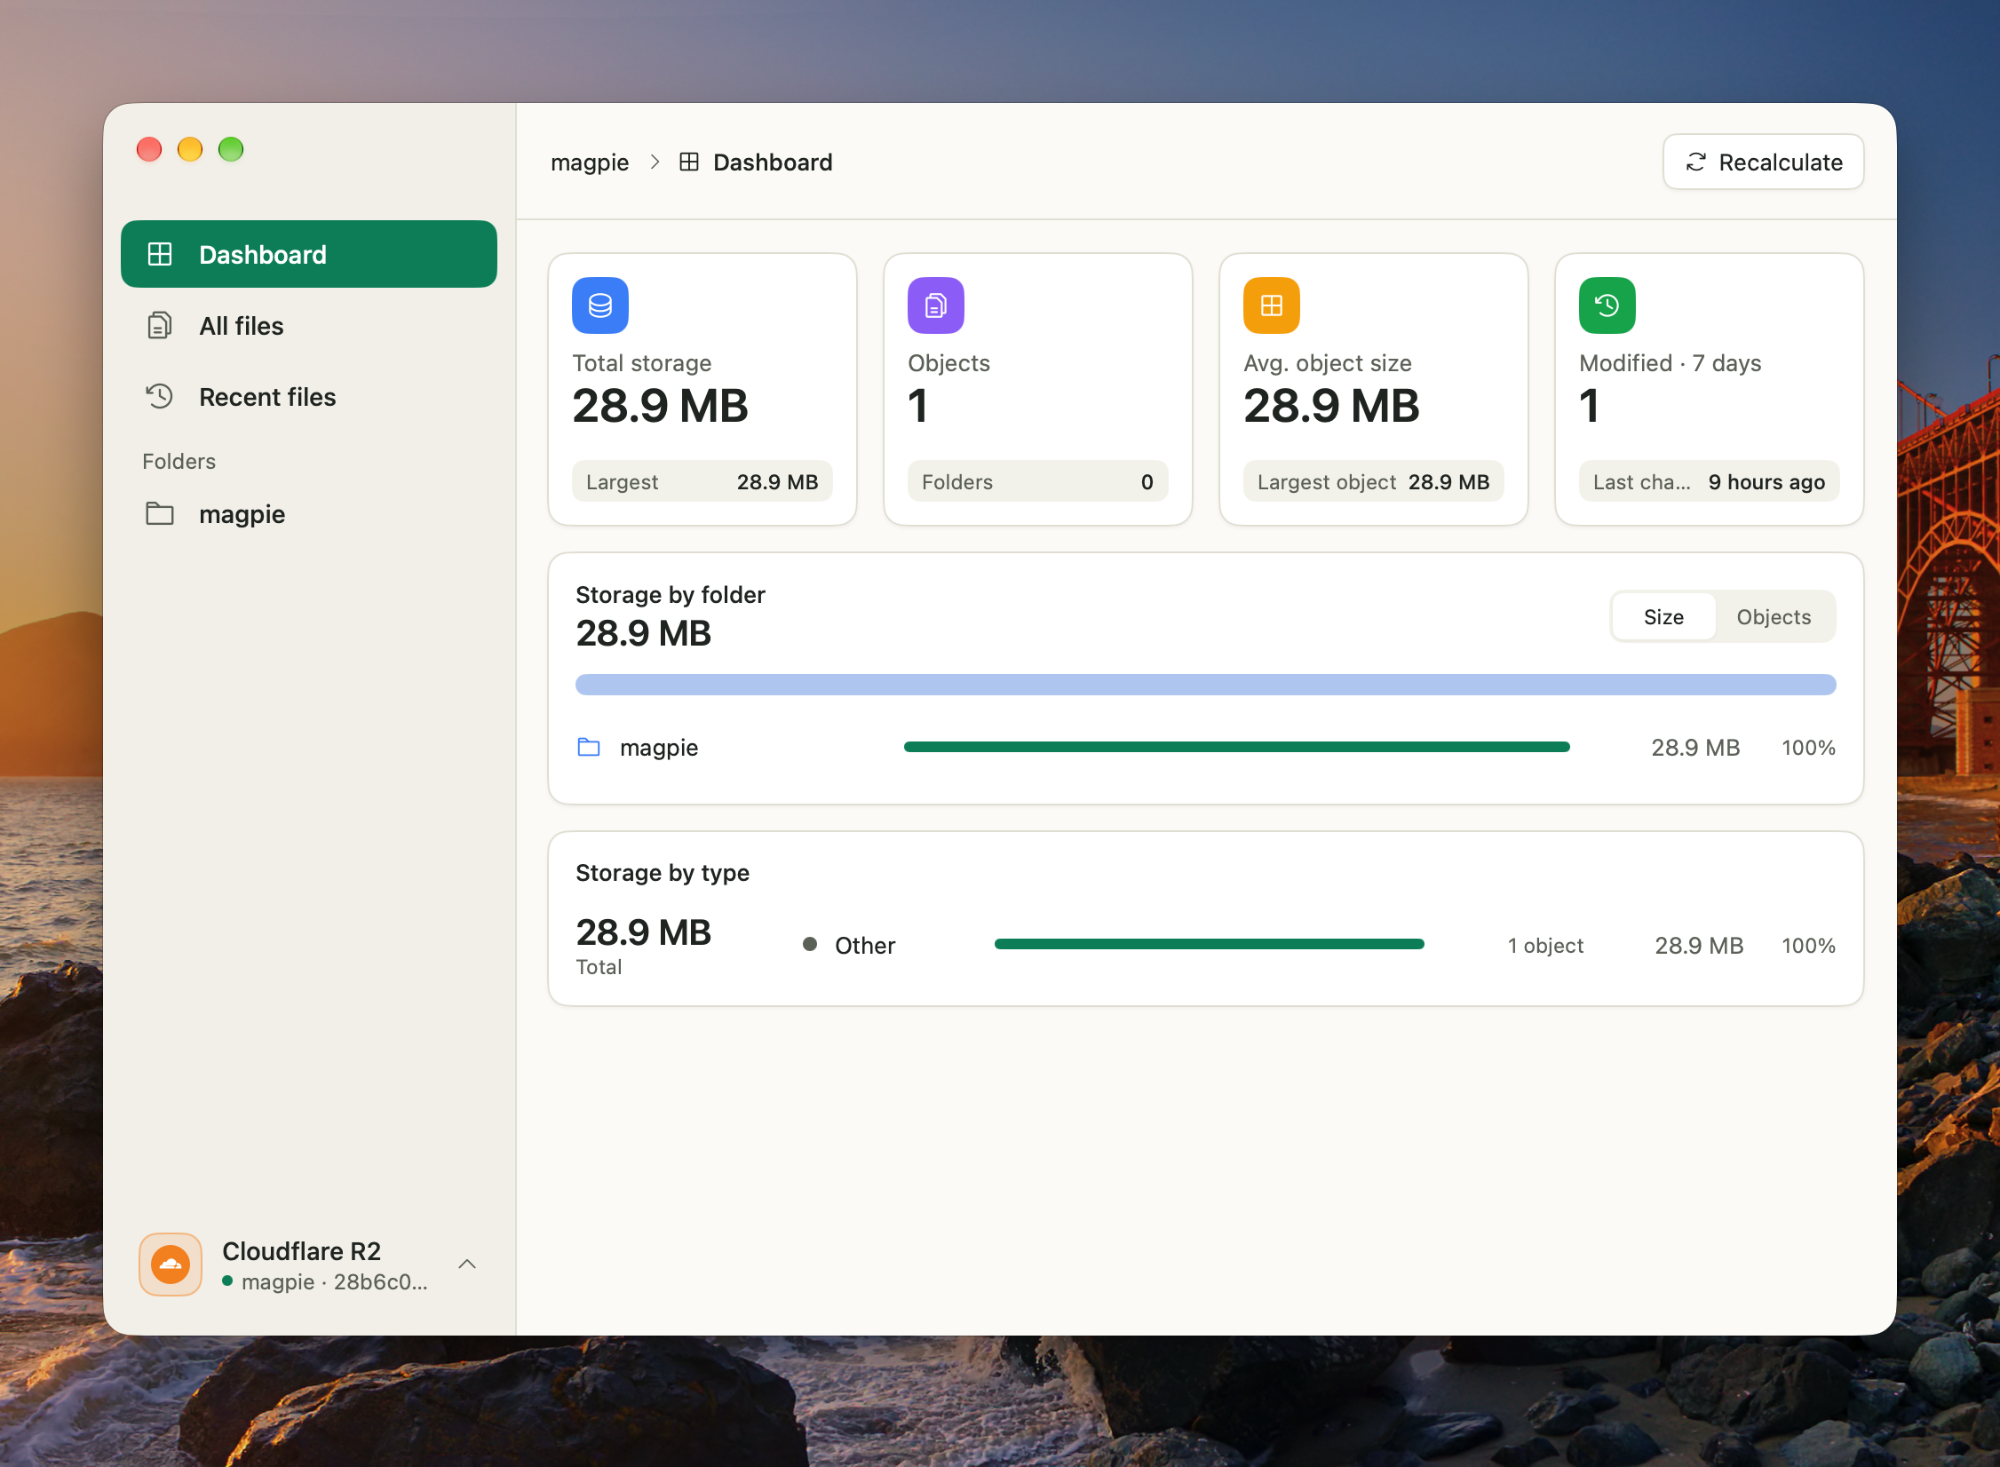 magpie
Dashboard
Recalculate
Dashboard
All files
Recent files
Folders
magpie
Total storage
28.9 MB
Largest 28.9 MB
Objects
1
Folders 0
Avg. object size
28.9 MB
Largest object 28.9 MB
Modified · 7 days
1
Last cha... 9 hours ago
Storage by folder
28.9 MB
Size Objects
magpie 28.9 MB 100%
Storage by type
28.9 MB
Total
Other 1 object 28.9 MB 100%
Cloudflare R2
magpie · 28b6c0...